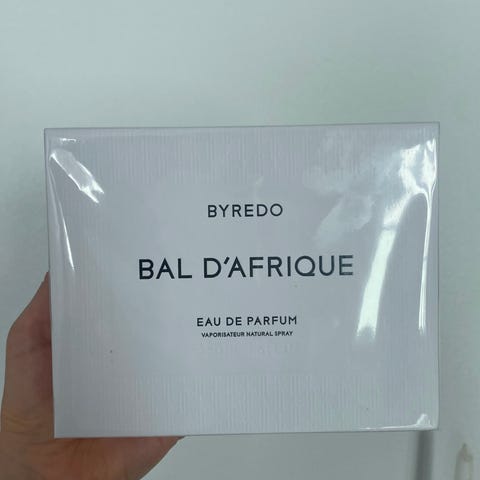 BYREDO
BAL D'AFRIQUE
EAU DE PARFUM
VAPORISATEUR NATURAL SPRAY